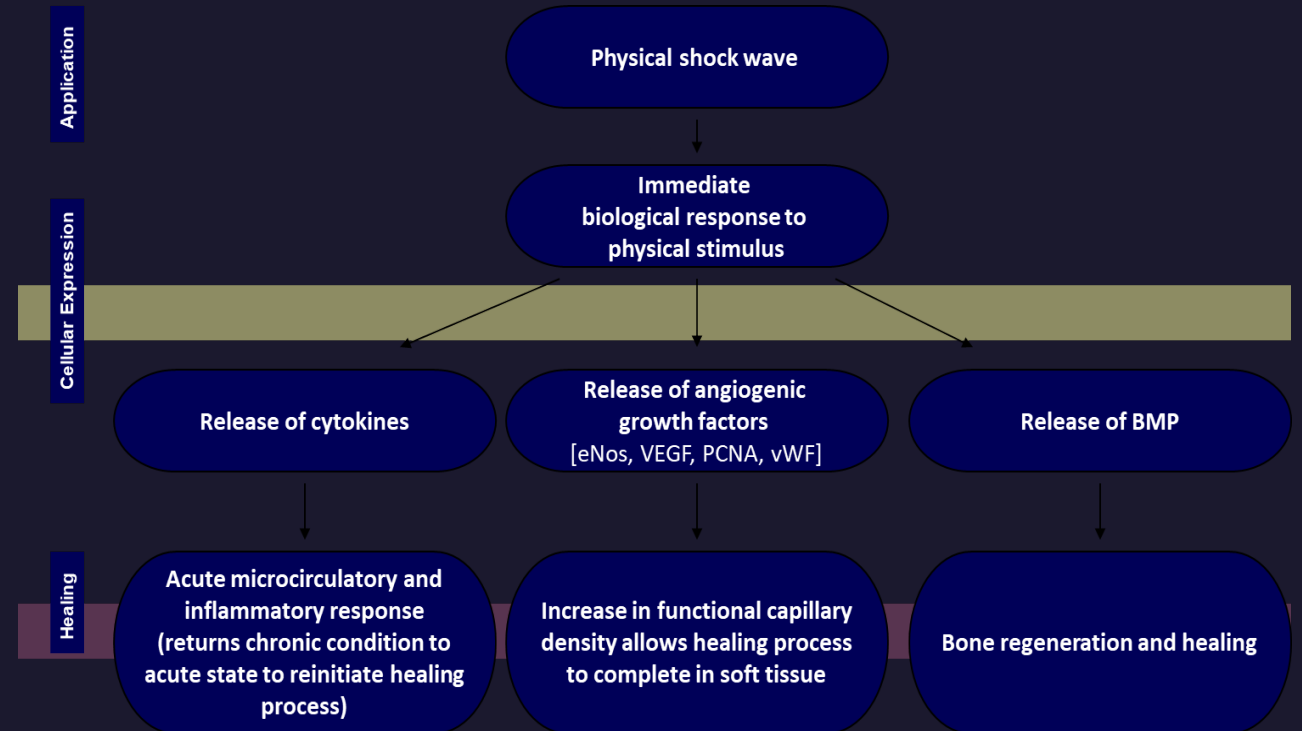 Application
Physical shock wave
Immediate
biological response to
physical stimulus
Cellular Expression
Release of cytokines
Release of angiogenic
growth factors
[eNos, VEGF, PCNA, vWF]
Release of BMP
Healing
Acute microcirculatory and
inflammatory response
(returns chronic condition to
acute state to reinitiate healing
process)
Increase in functional capillary
density allows healing process
to complete in soft tissue
Bone regeneration and healing